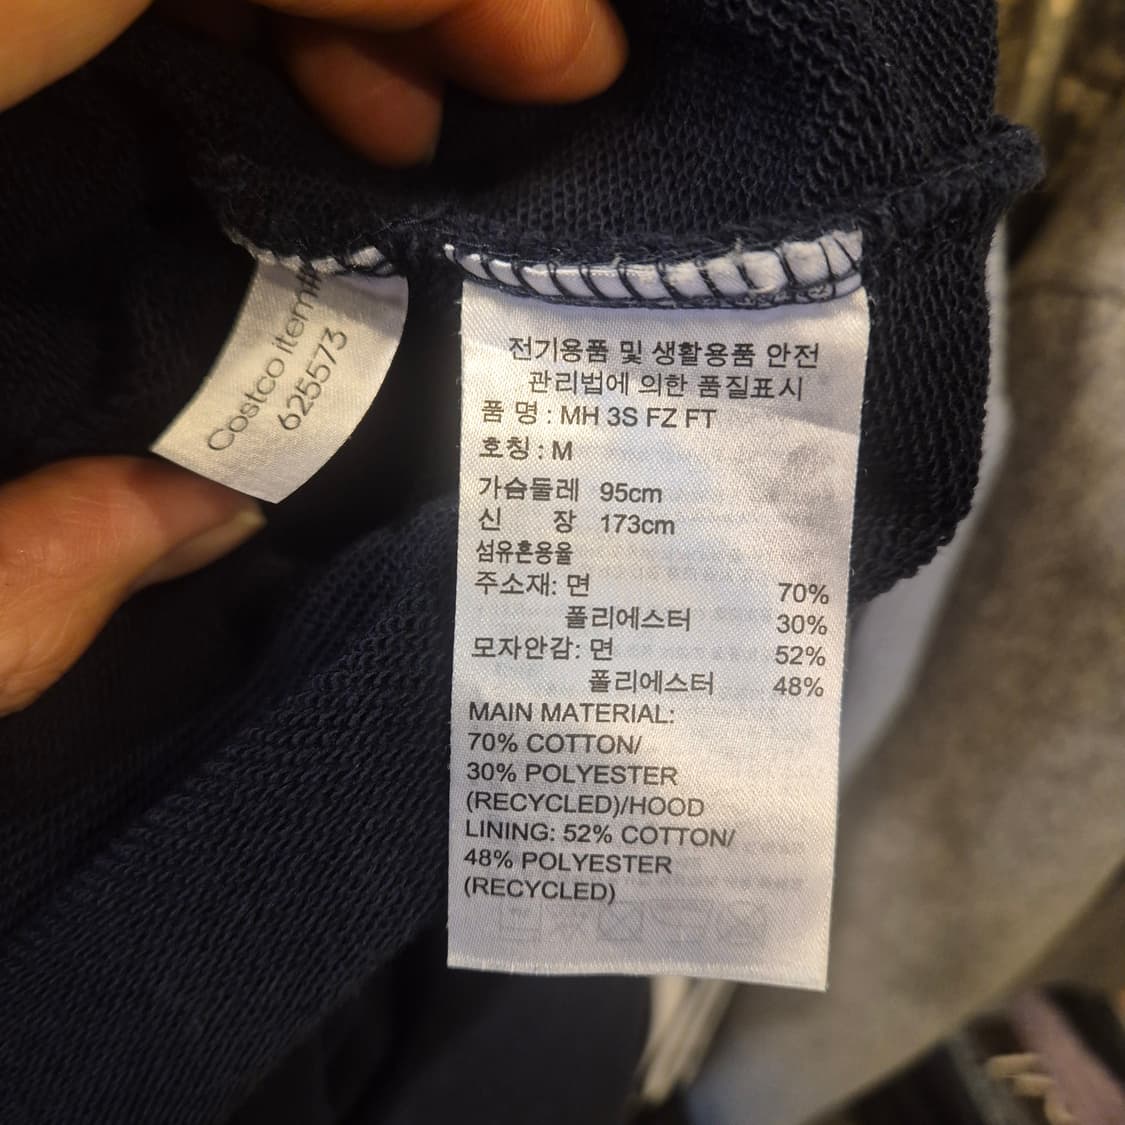 Costco item#
625573
전기용품 및 생활용품 안전
관리법에 의한 품질표시
품 명 : MH 3S FZ FT
호칭 : M
가슴둘레 95cm
신 장 173cm
섬유혼용율
주소재: 면 70%
폴리에스터 30%
모자안감: 면 52%
폴리에스터 48%
MAIN MATERIAL:
70% COTTON/
30% POLYESTER
(RECYCLED)/HOOD
LINING: 52% COTTON/
48% POLYESTER
(RECYCLED)